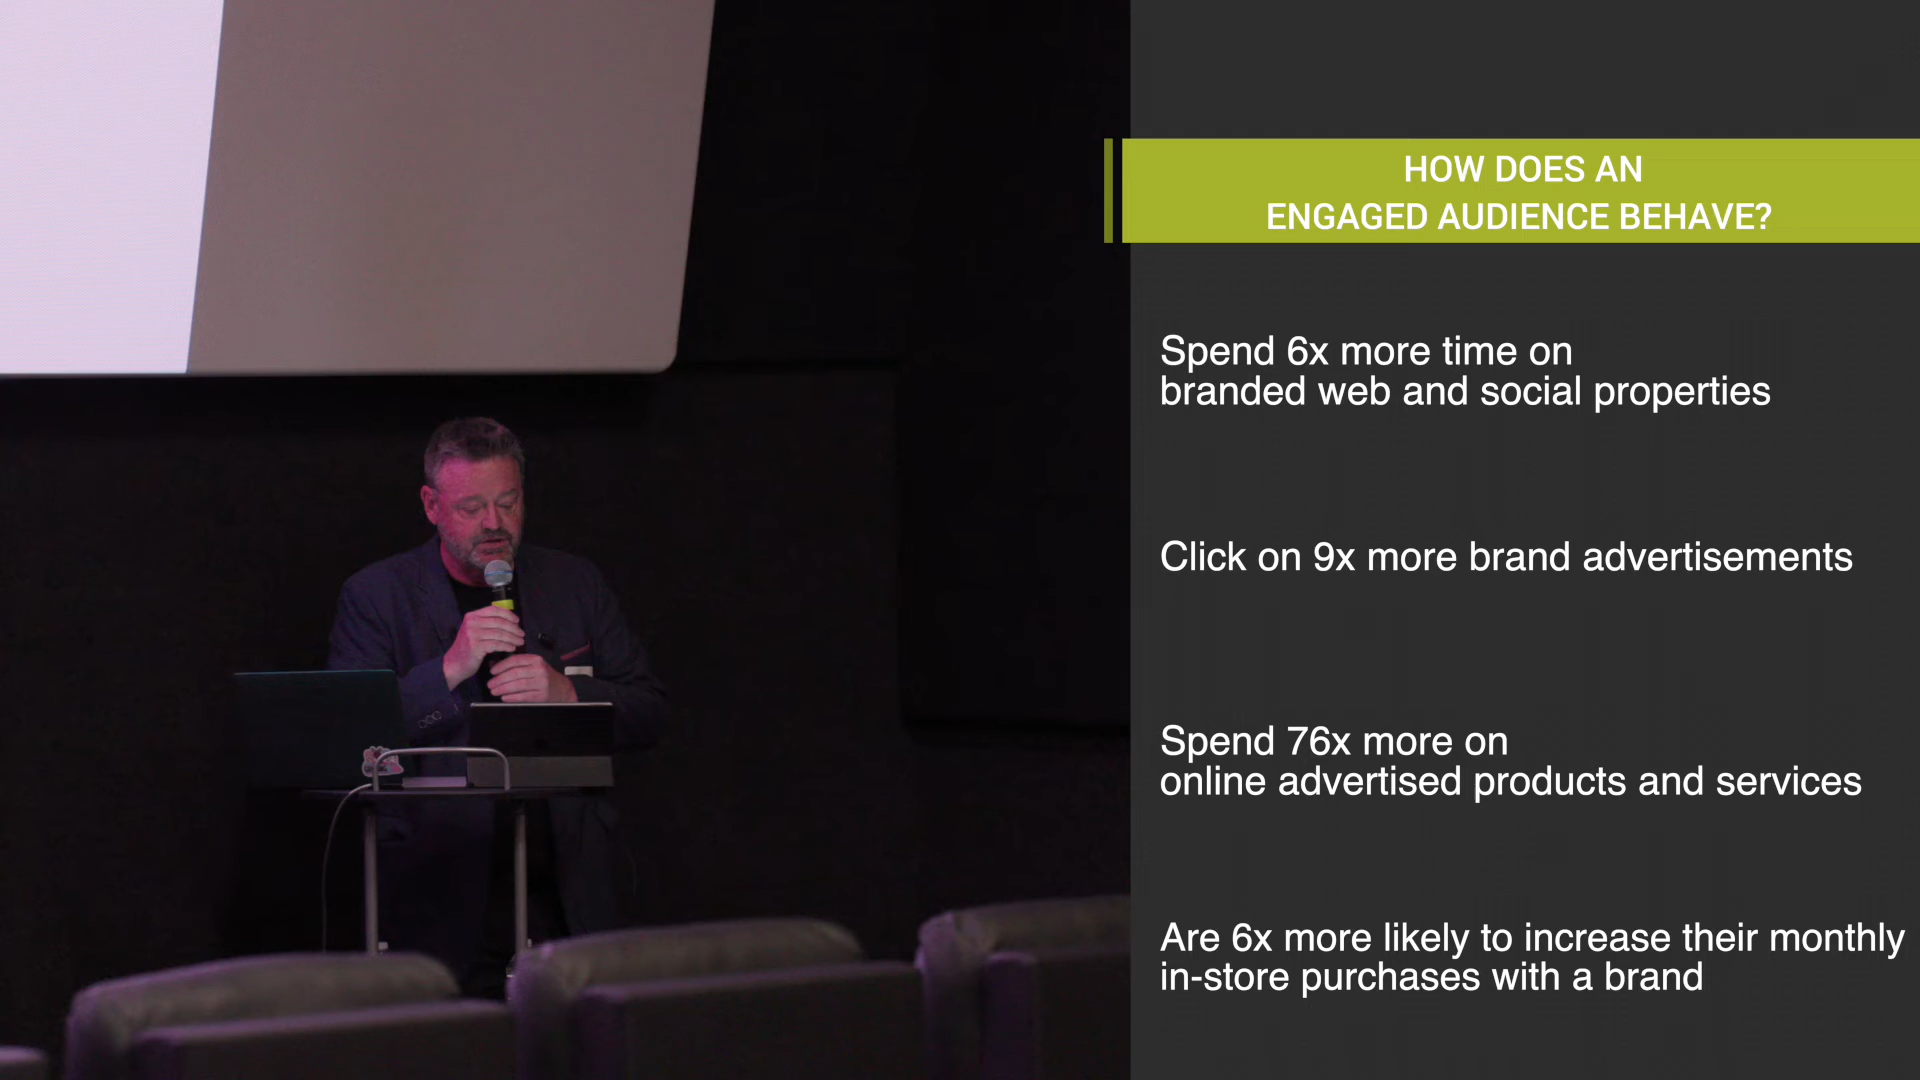 HOW DOES AN
ENGAGED AUDIENCE BEHAVE?
Spend 6x more time on
branded web and social properties
Click on 9x more brand advertisements
Spend 76x more on
online advertised products and services
Are 6x more likely to increase their monthly
in-store purchases with a brand